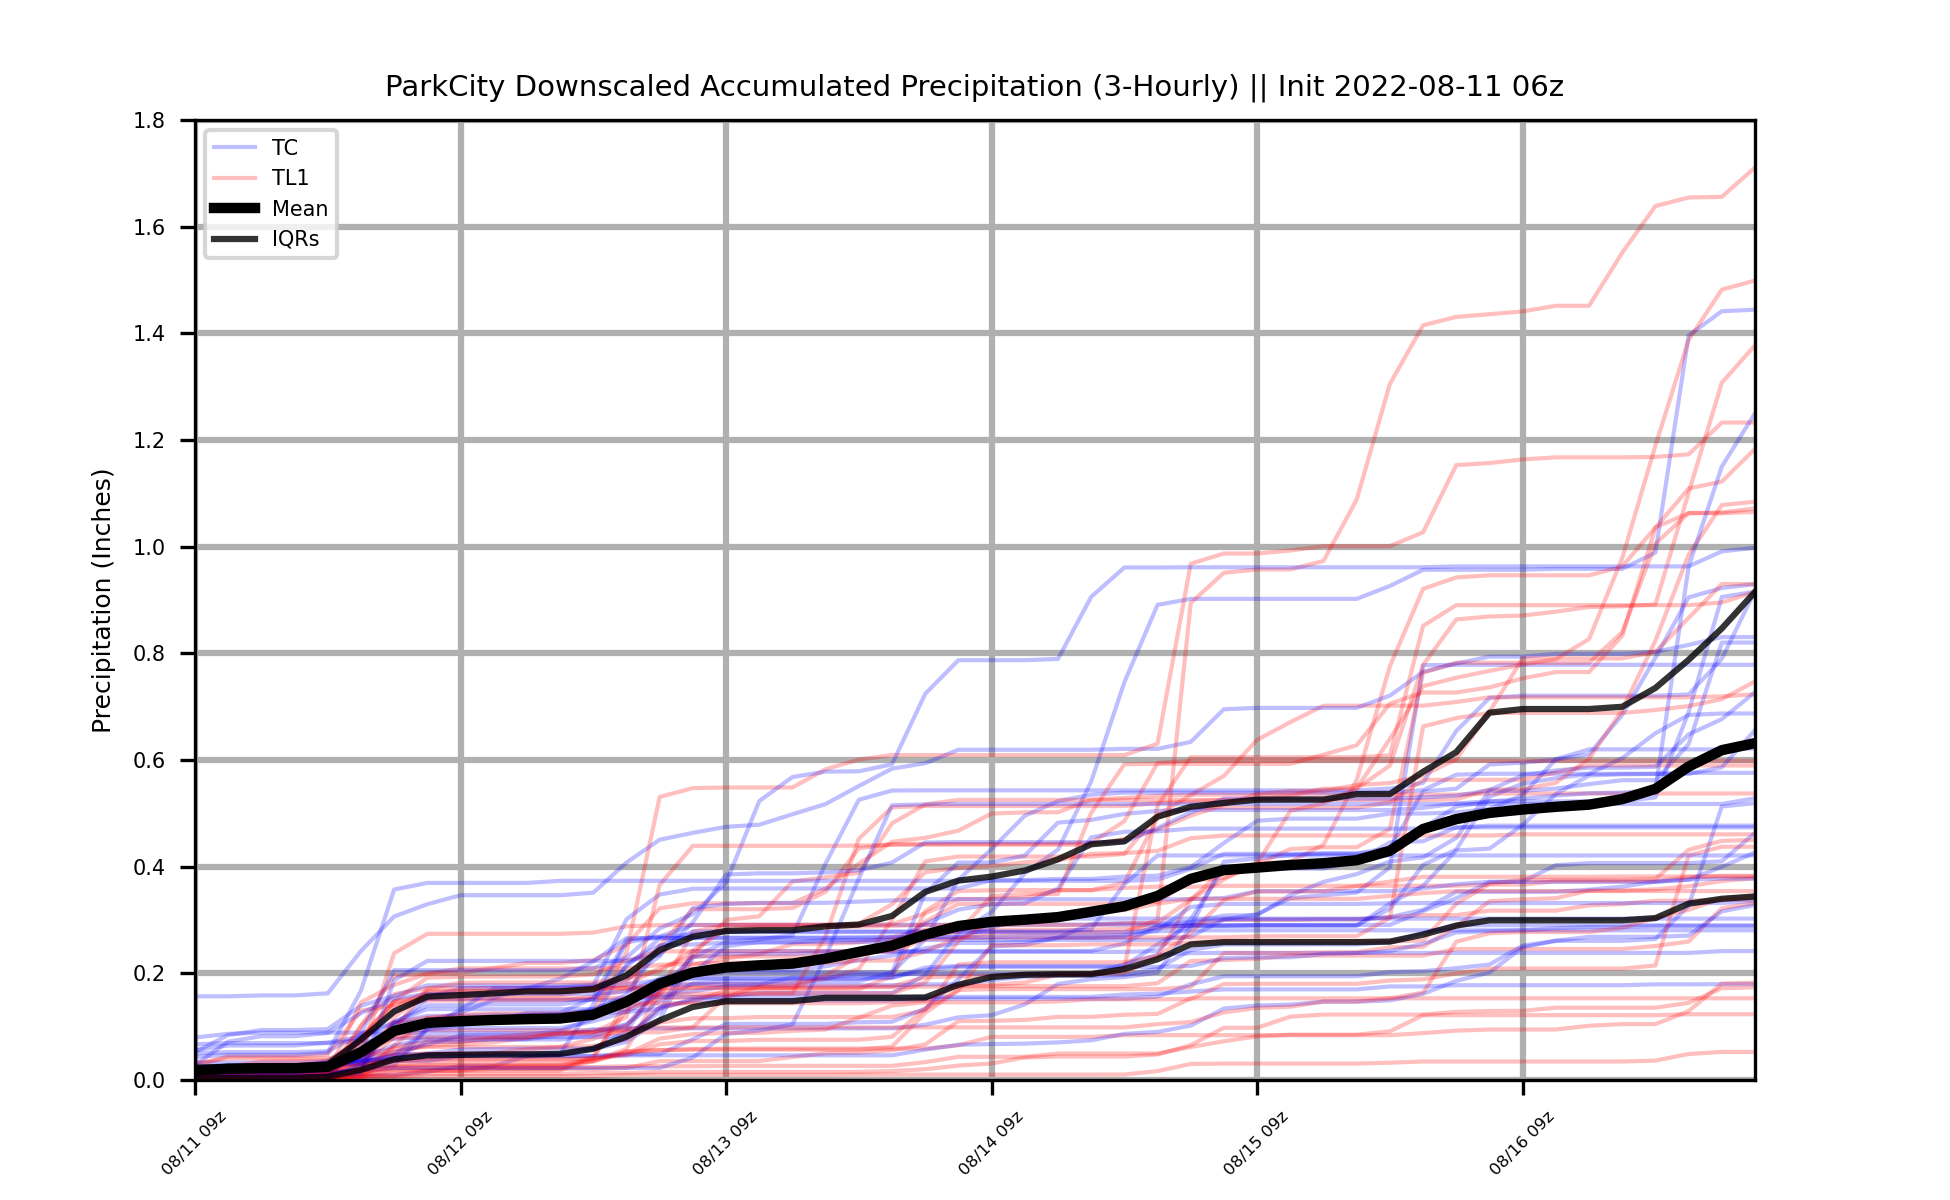 ParkCity Downscaled Accumulated Precipitation (3-Hourly) || Init 2022-08-11 06z
TC
TL1
Mean
IQRs
Precipitation (Inches)
1.8
1.6
1.4
1.2
1.0
0.8
0.6
0.4
0.2
0.0
08/11 09z
08/12 09z
08/13 09z
08/14 09z
08/15 09z
08/16 09z